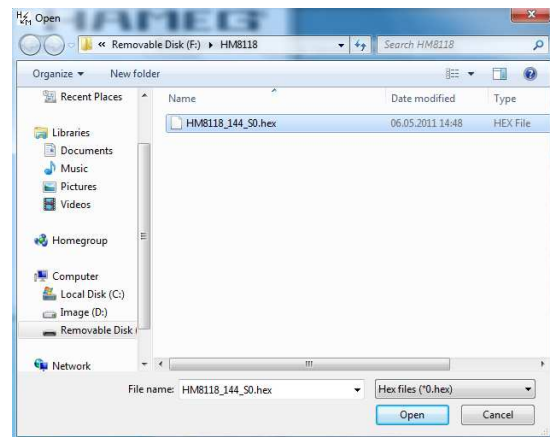 HAMEG
Open
« Removable Disk (F:) ▸ HM8118
Search HM8118
Organize ▾ New folder
Name Date modified Type
HM8118_144_S0.hex 06.05.2011 14:48 HEX File
Recent Places
Libraries
Documents
Music
Pictures
Videos
Homegroup
Computer
Local Disk (C:)
Image (D:)
Removable Disk
Network
File name: HM8118_144_S0.hex Hex files (*0.hex)
Open Cancel